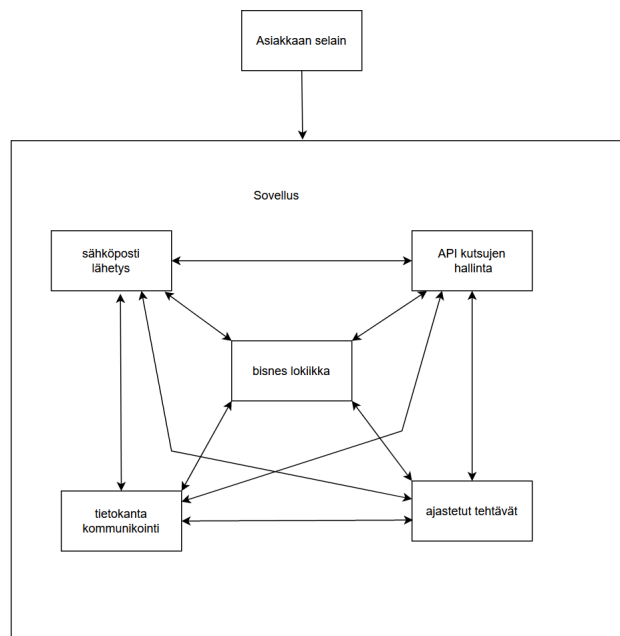 Asiakkaan selain
Sovellus
sähköposti
lähetys
API kutsujen
hallinta
bisnes lokiikka
tietokanta
kommunikointi
ajastetut tehtävät